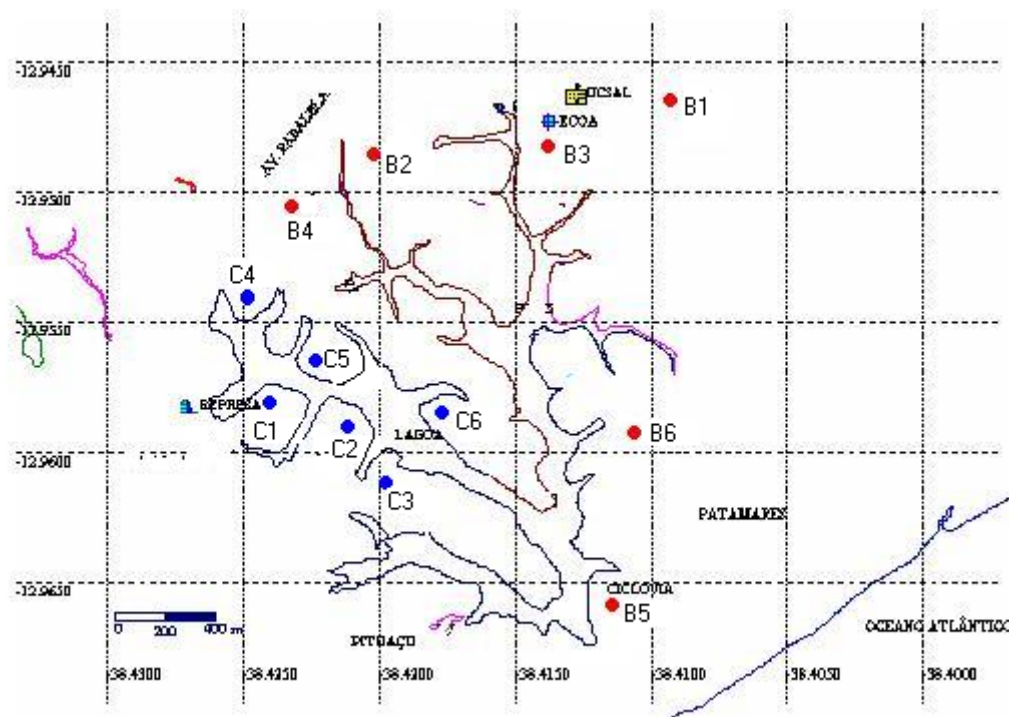 -12.9450
UCSAL
B1
ECOA
AV. PARALELA
B3
B2
-12.9500
B4
C4
-12.9550
C5
REPRESA
C1
C6
LAGOA
C2
B6
-12.9600
C3
PATAMARES
-12.9650
CICLOVIA
B5
0 200 400 m
PITUAÇU
OCEANO ATLÂNTICO
38.4300 38.4250 38.4200 38.4150 38.4100 38.4050 38.4000